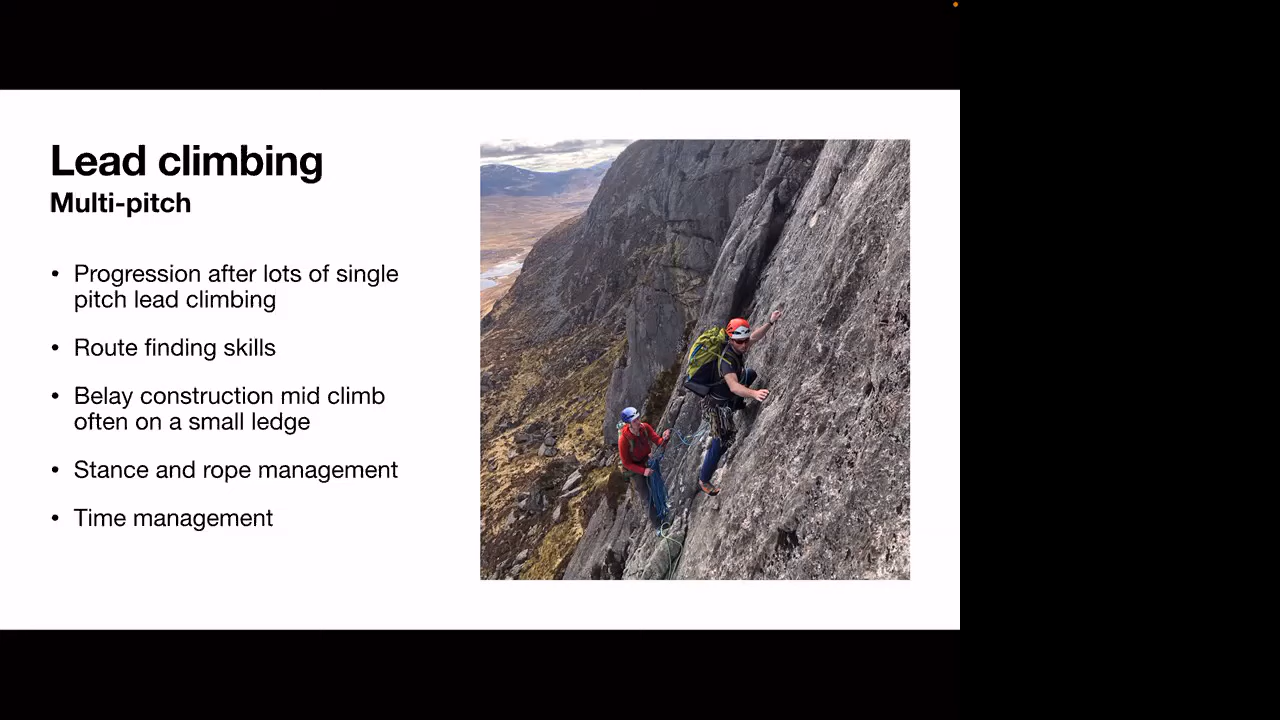 Lead climbing
Multi-pitch
• Progression after lots of single
pitch lead climbing
• Route finding skills
• Belay construction mid climb
often on a small ledge
• Stance and rope management
• Time management